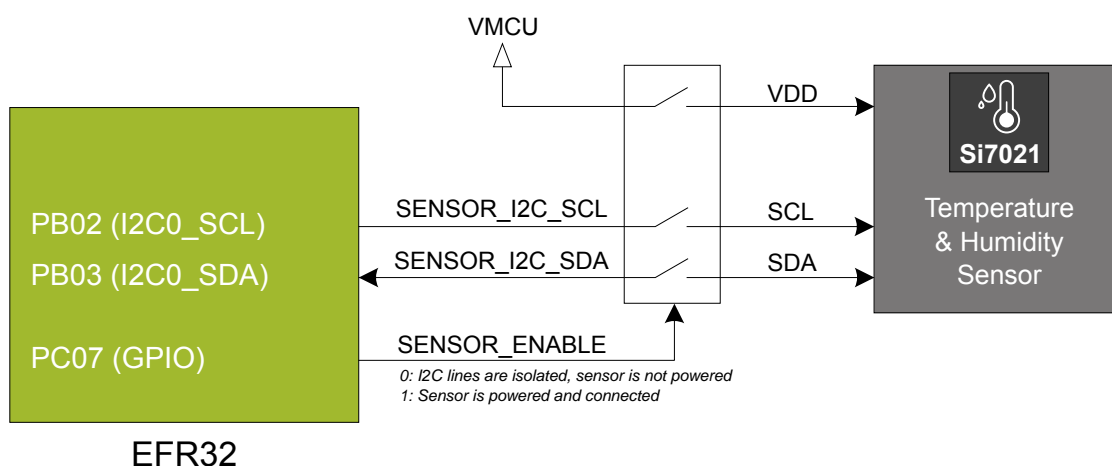 VMCU
VDD
Si7021
PB02 (I2C0_SCL)
SENSOR_I2C_SCL
SCL
Temperature
& Humidity
Sensor
PB03 (I2C0_SDA)
SENSOR_I2C_SDA
SDA
PC07 (GPIO)
SENSOR_ENABLE
0: I2C lines are isolated, sensor is not powered
1: Sensor is powered and connected
EFR32